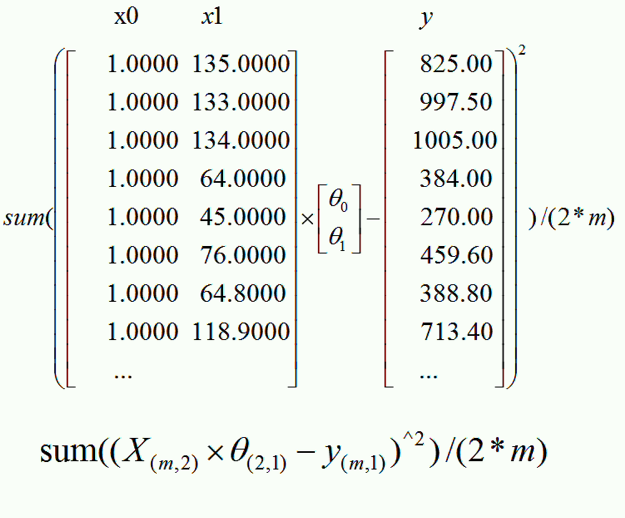 x0 x1 y
1.0000 135.0000 825.00 2
1.0000 133.0000 997.50
1.0000 134.0000 1005.00
1.0000 64.0000 384.00
sum( 1.0000 45.0000 × [θ0 θ1] − 270.00 )/(2*m)
1.0000 76.0000 459.60
1.0000 64.8000 388.80
1.0000 118.9000 713.40
... ...
sum((X(m,2)×θ(2,1)−y(m,1))^2)/(2*m)